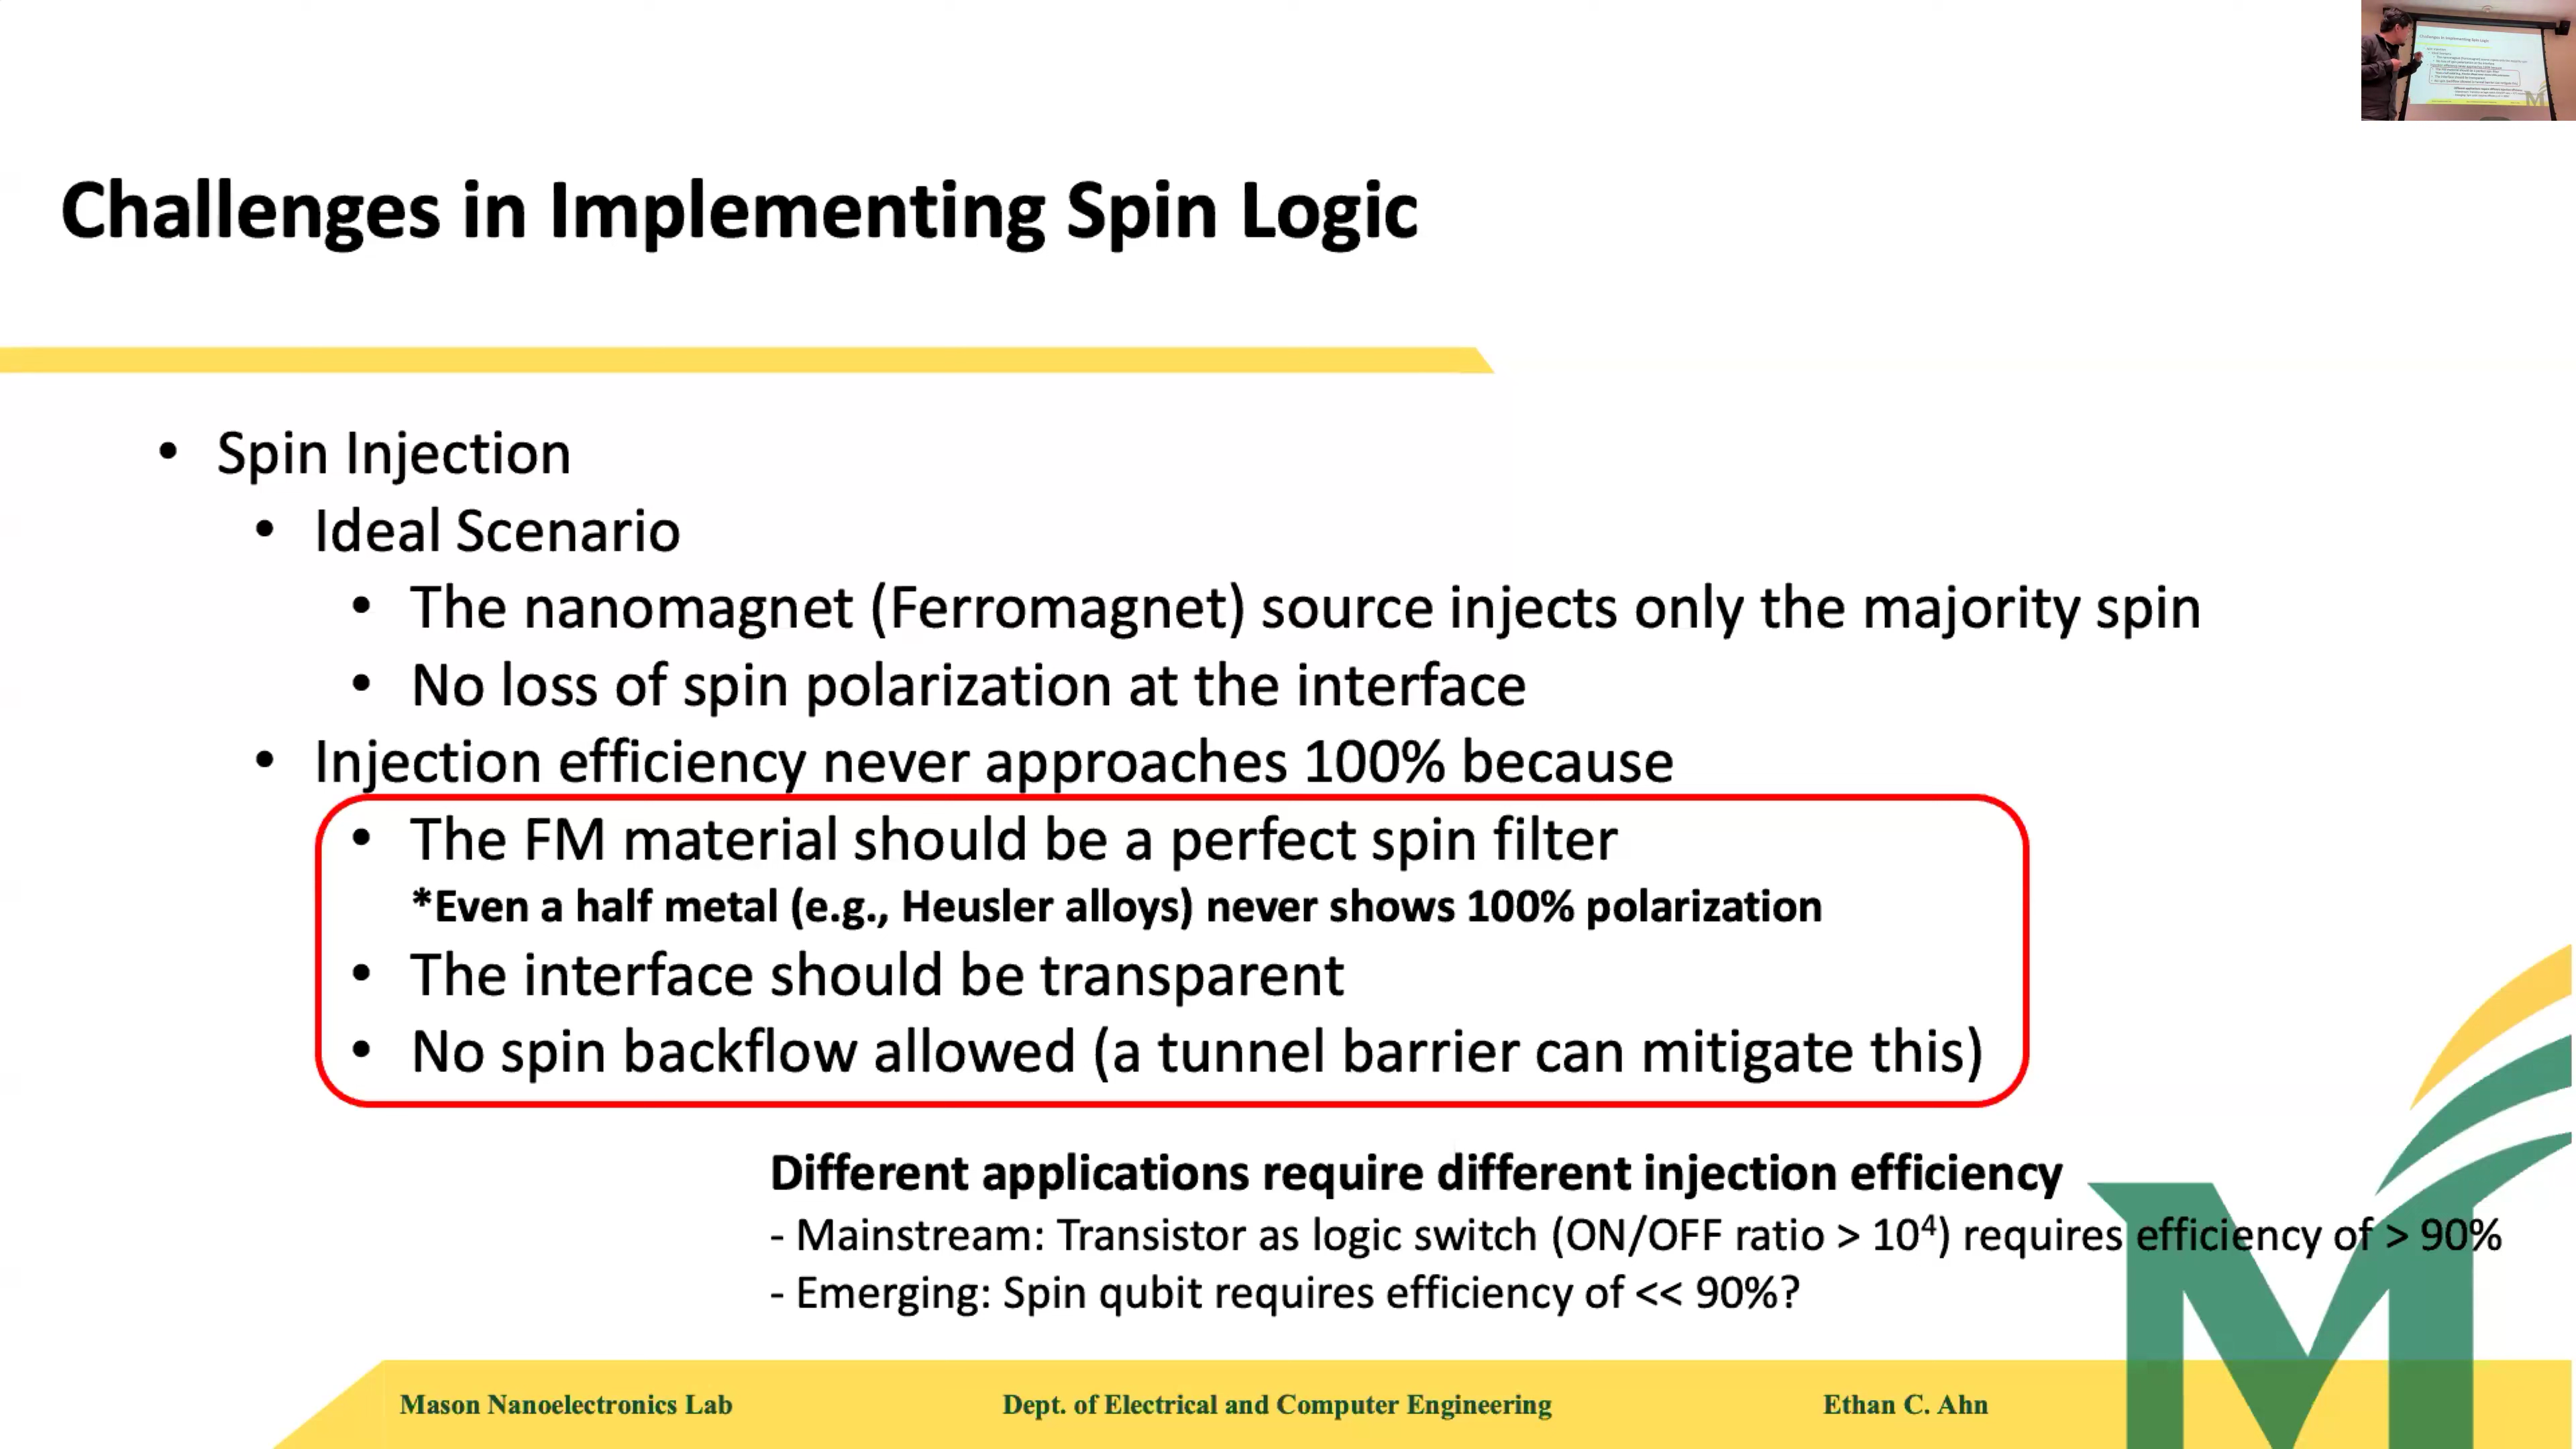 Challenges in Implementing Spin Logic
• Spin Injection
• Ideal Scenario
• The nanomagnet (Ferromagnet) source injects only the majority spin
• No loss of spin polarization at the interface
• Injection efficiency never approaches 100% because
• The FM material should be a perfect spin filter
*Even a half metal (e.g., Heusler alloys) never shows 100% polarization
• The interface should be transparent
• No spin backflow allowed (a tunnel barrier can mitigate this)
Different applications require different injection efficiency
- Mainstream: Transistor as logic switch (ON/OFF ratio > 10⁴) requires efficiency of > 90%
- Emerging: Spin qubit requires efficiency of << 90%?
Mason Nanoelectronics Lab
Dept. of Electrical and Computer Engineering
Ethan C. Ahn